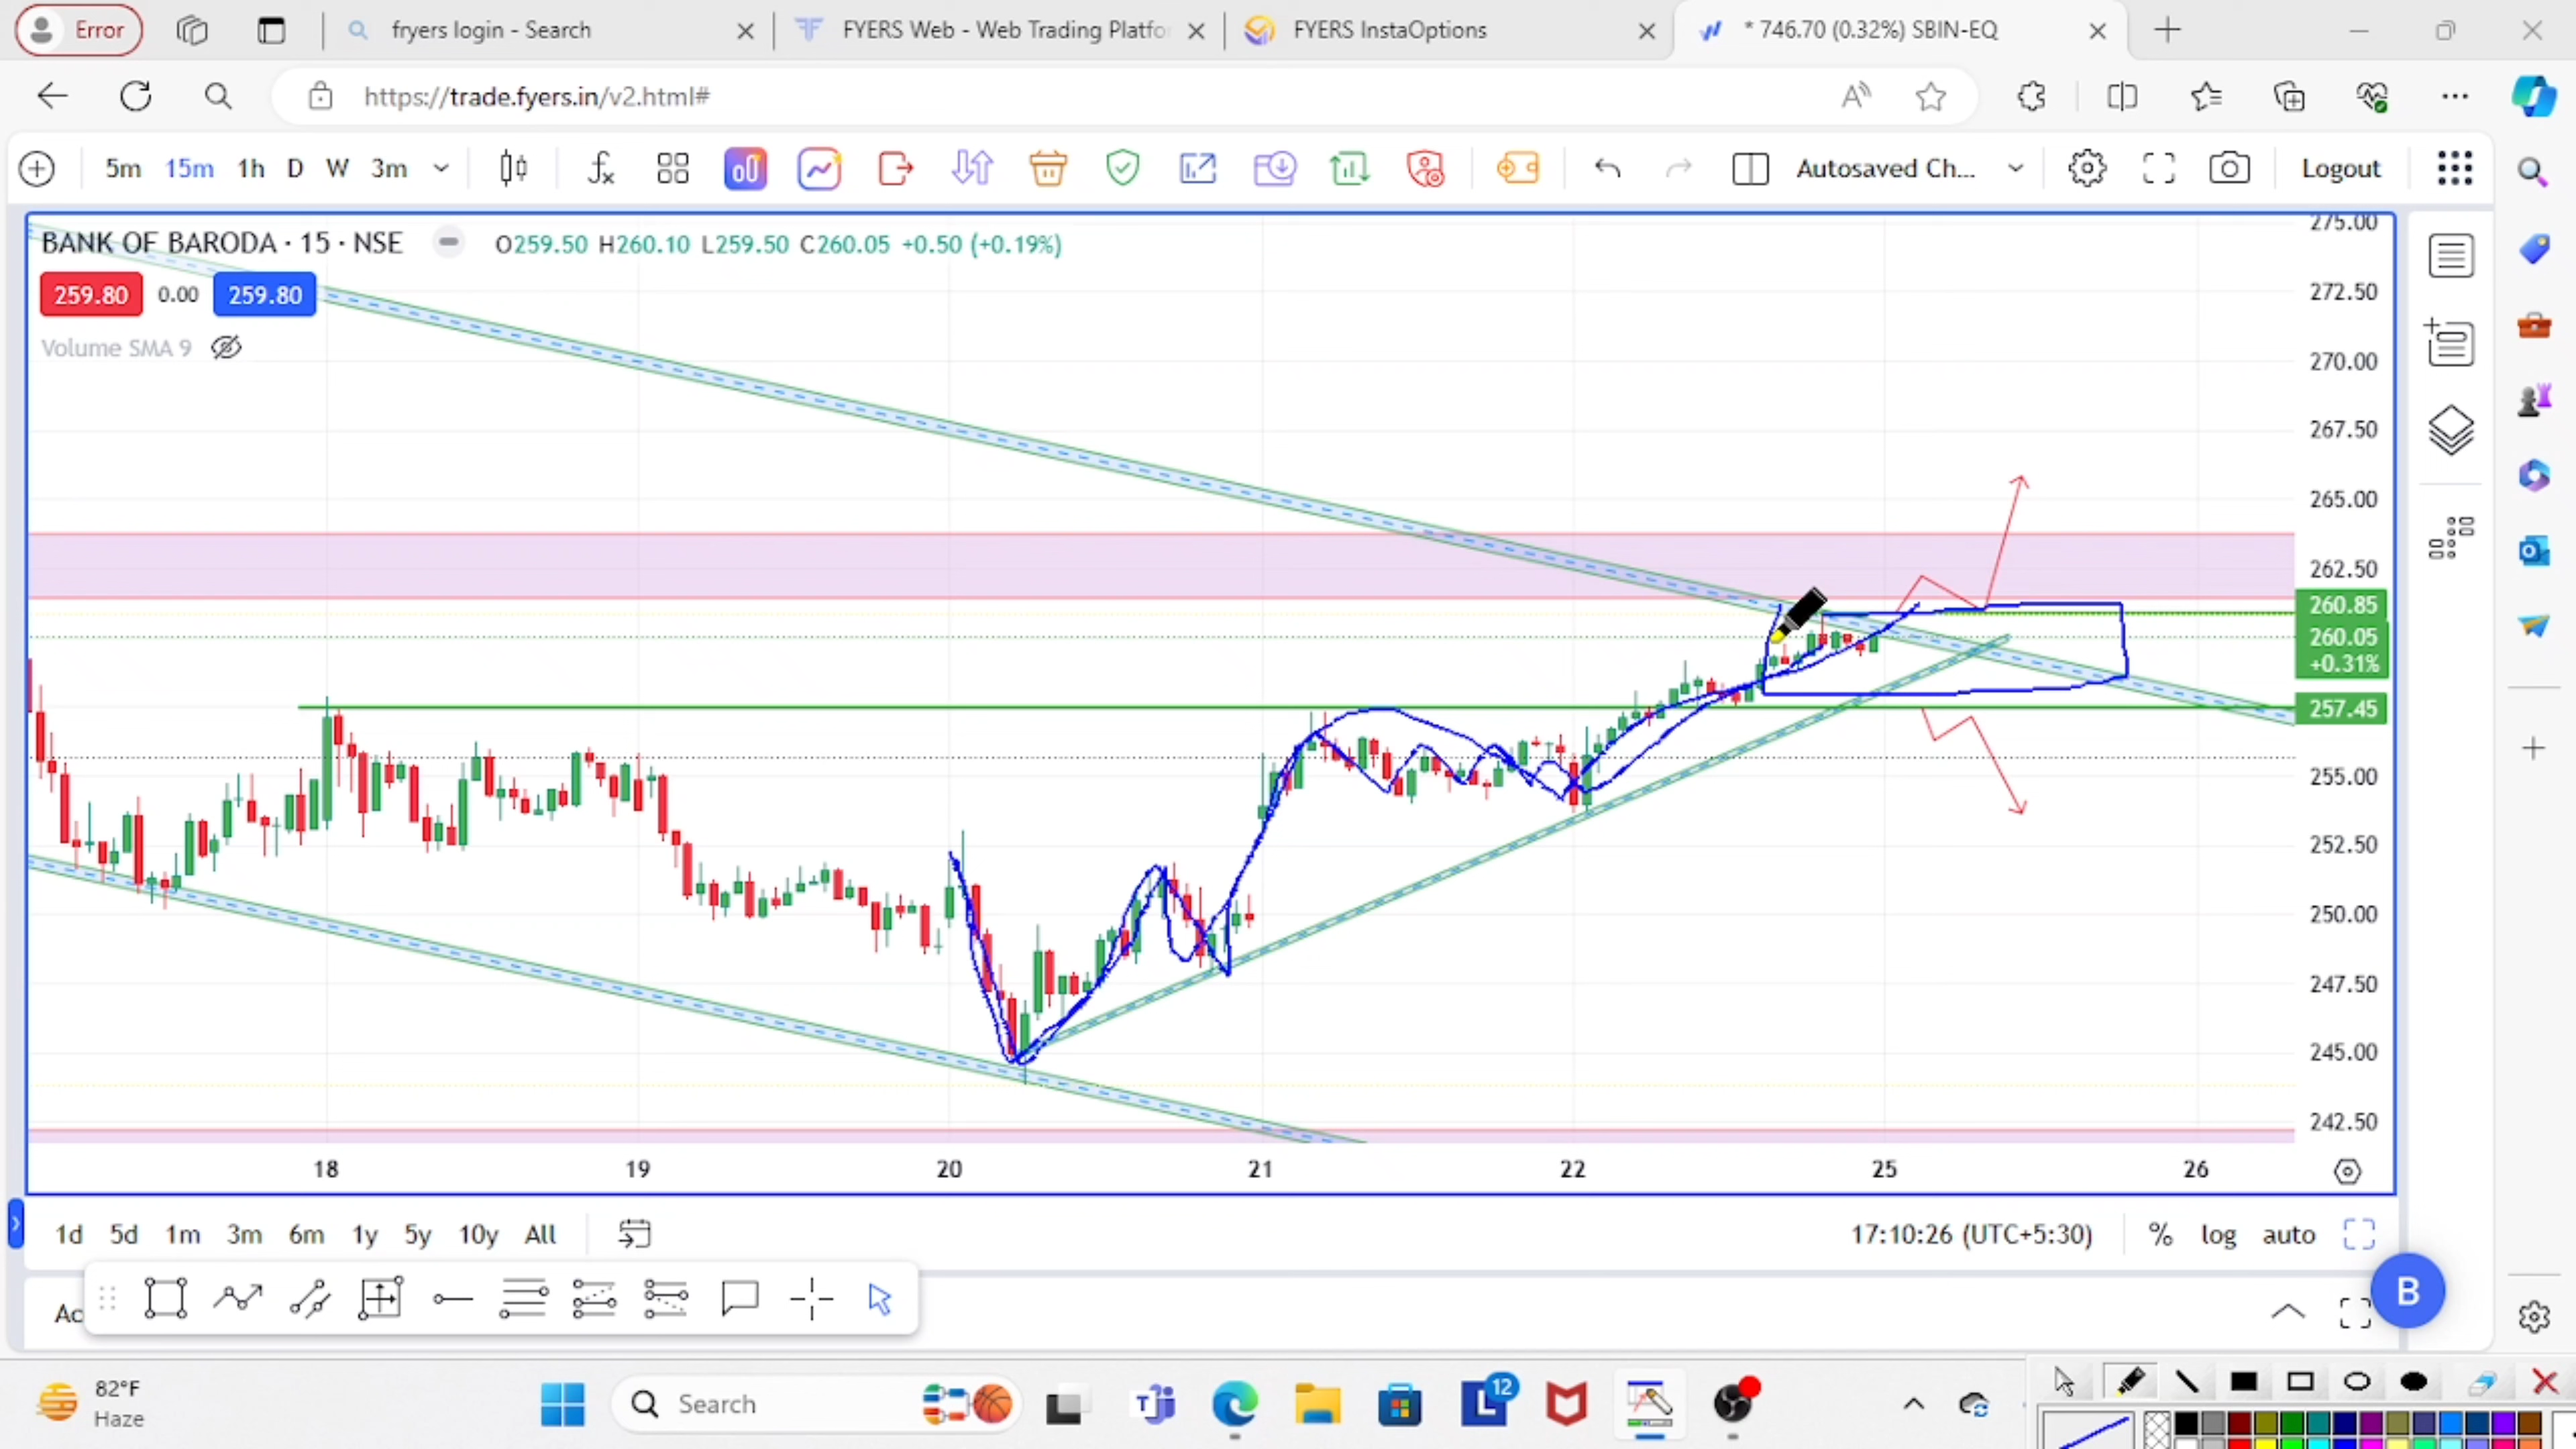 Error
fryers login - Search
FYERS Web - Web Trading Platfo
FYERS InstaOptions
* 746.70 (0.32%) SBIN-EQ
https://trade.fyers.in/v2.html#
5m 15m 1h D W 3m
Autosaved Ch...
Logout
BANK OF BARODA · 15 · NSE
O259.50 H260.10 L259.50 C260.05 +0.50 (+0.19%)
259.80 0.00 259.80
Volume SMA 9
275.00
272.50
270.00
267.50
265.00
262.50
260.85
260.05
+0.31%
257.45
255.00
252.50
250.00
247.50
245.00
242.50
18 19 20 21 22 25 26
1d 5d 1m 3m 6m 1y 5y 10y All
17:10:26 (UTC+5:30) % log auto
Ac
B
82°F
Haze
Search
12